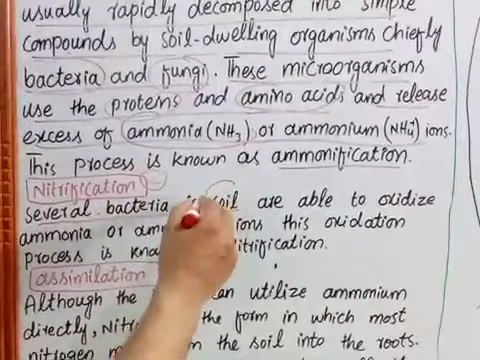 usually rapidly decomposed into simple
compounds by soil-dwelling organisms chiefly
bacteria and fungi. These microorganisms
use the proteins and amino acids and release
excess of ammonia (NH3) or ammonium (NH4+) ions.
This process is known as ammonification.
Nitrification
Several bacteria in soil are able to oxidize
ammonia or ions this oxidation
process is nitrification.
assimilation
Although the utilize ammonium
directly, the form in which most
nitrogen the soil into the roots.